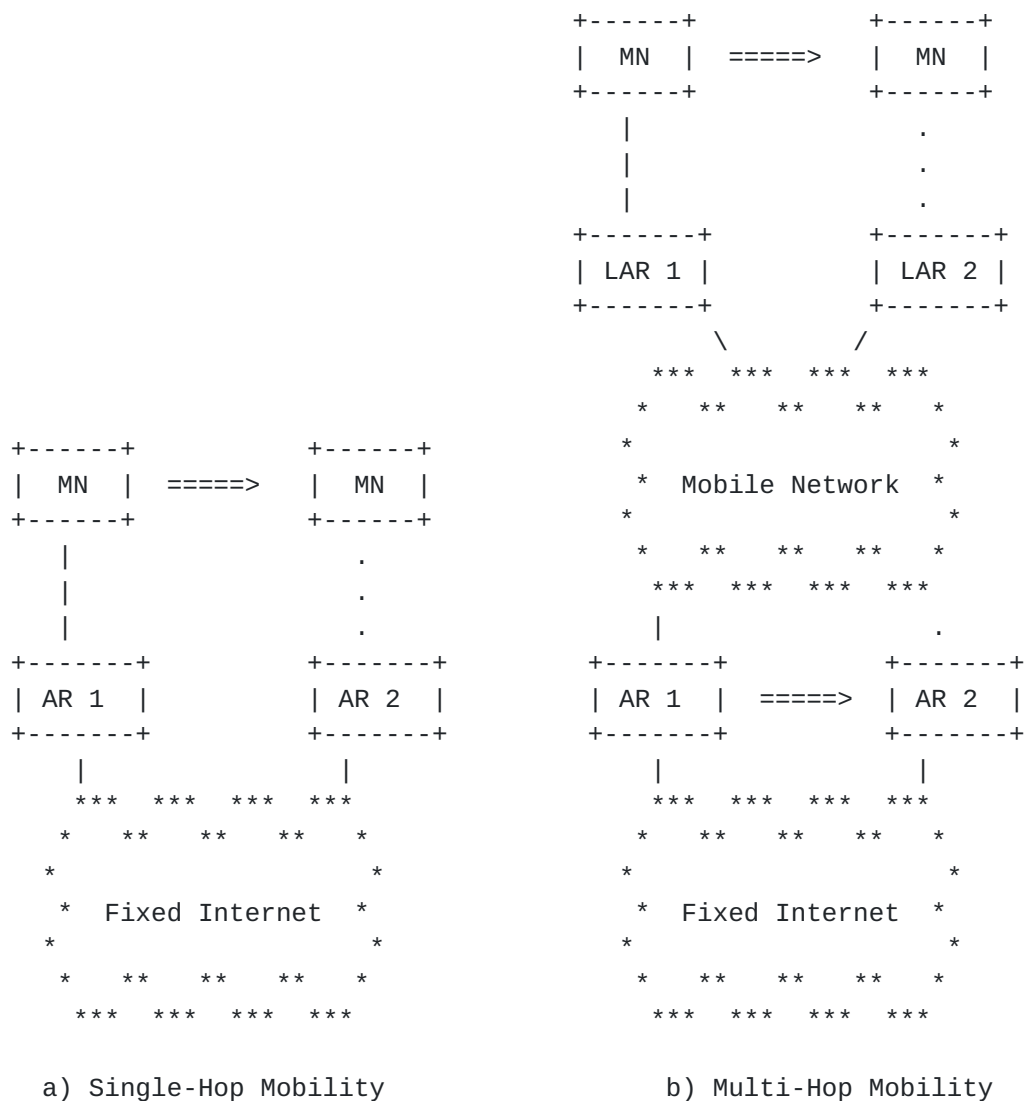 MN =====> MN
LAR 1 LAR 2
Mobile Network
MN =====> MN
AR 1 AR 2
AR 1 =====> AR 2
Fixed Internet
Fixed Internet
a) Single-Hop Mobility
b) Multi-Hop Mobility